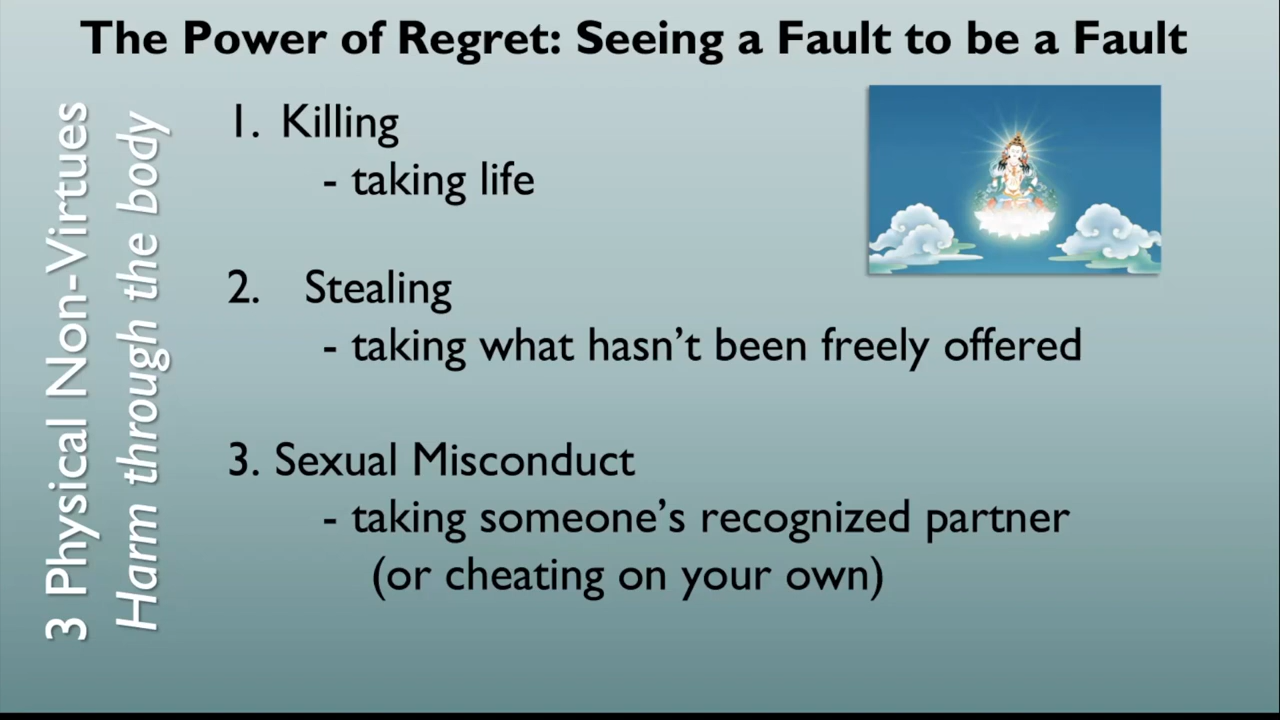 The Power of Regret: Seeing a Fault to be a Fault
3 Physical Non-Virtues
Harm through the body
1. Killing
- taking life
2. Stealing
- taking what hasn't been freely offered
3. Sexual Misconduct
- taking someone's recognized partner
(or cheating on your own)